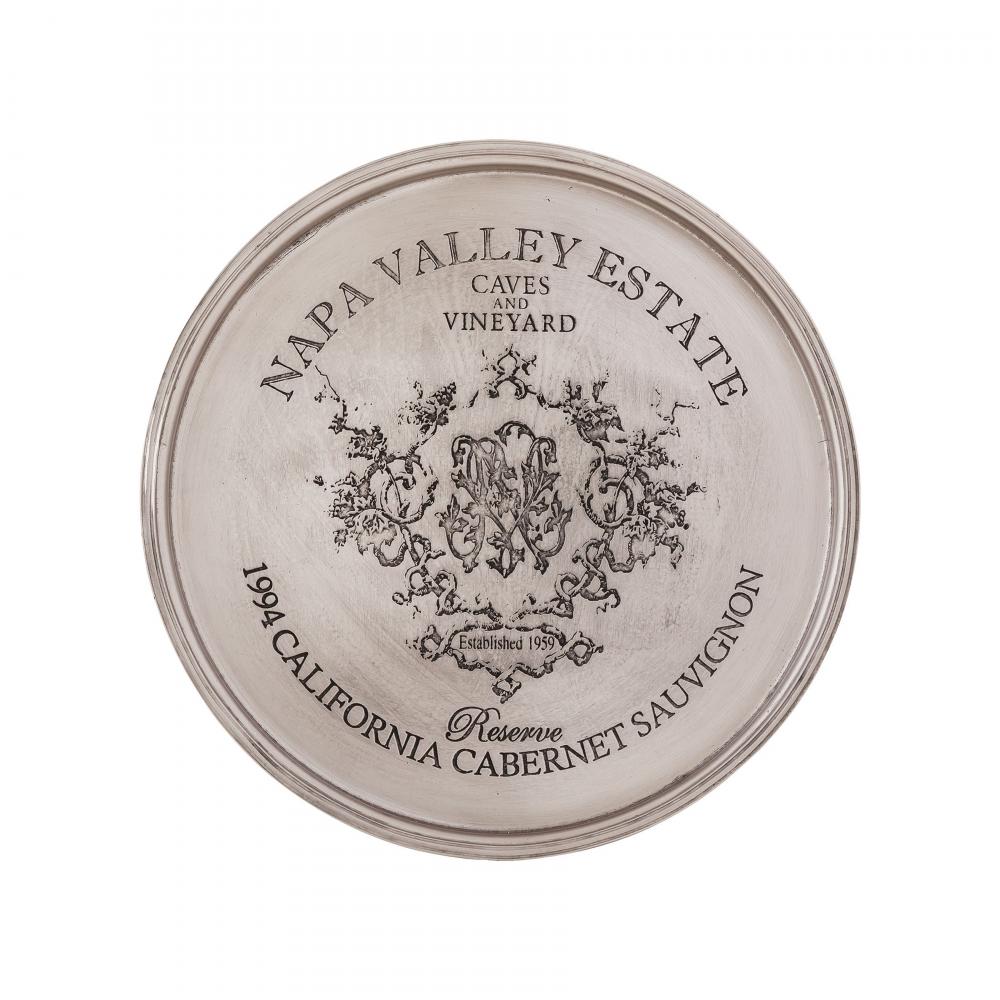 NAPA VALLEY ESTATE
CAVES
AND
VINEYARD
Established 1959
Reserve
1994 CALIFORNIA CABERNET SAUVIGNON